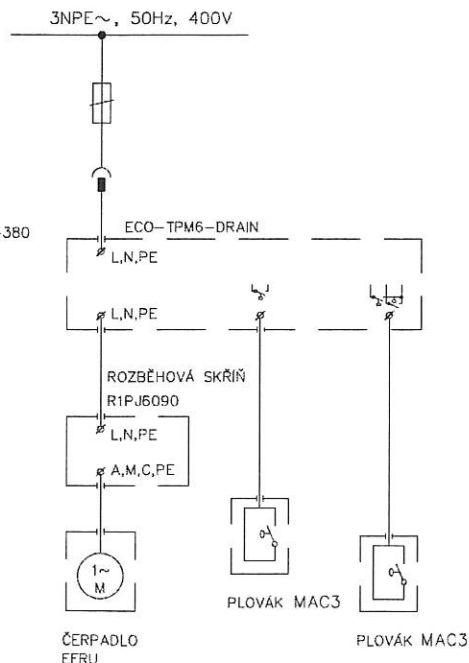 3NPE~, 50Hz, 400V
-380
ECO-TPM6-DRAIN
L,N,PE
L,N,PE
ROZBĚHOVÁ SKŘÍŇ
R1PJ6090
L,N,PE
A,M,C,PE
1~
M
PLOVÁK MAC3
ČERPADLO
EFRU
PLOVÁK MAC3